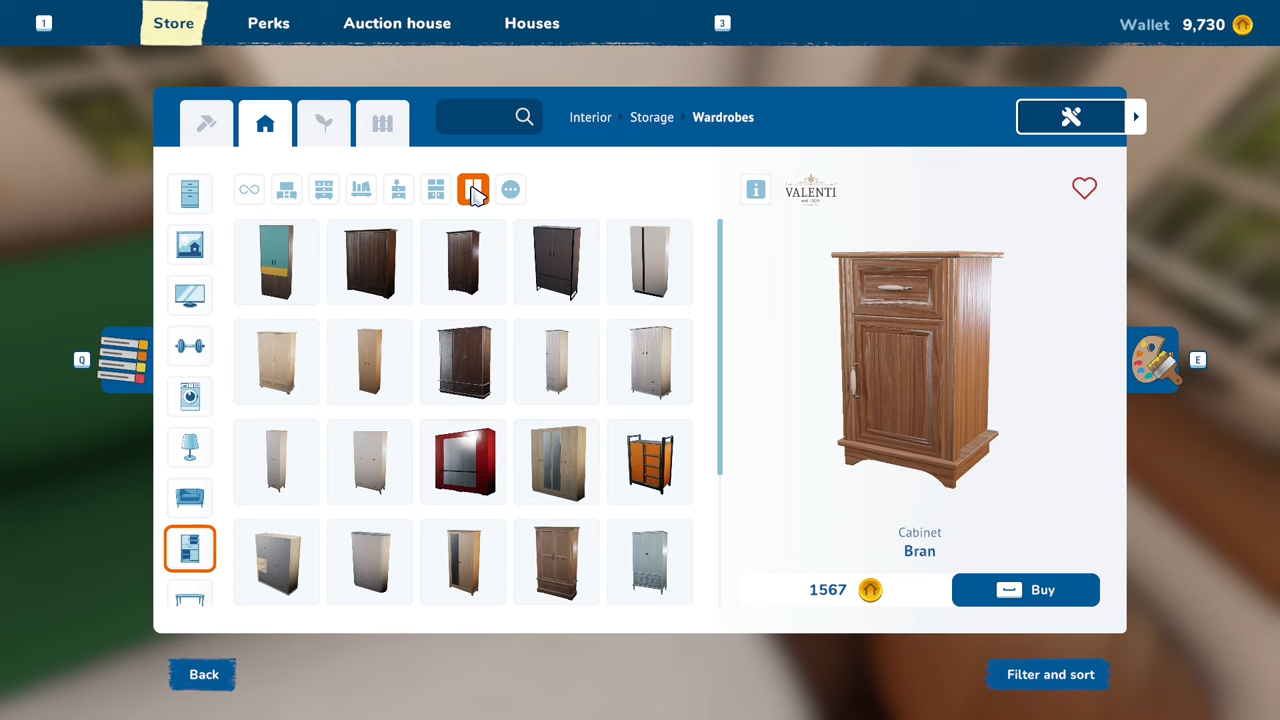 1 Store Perks Auction house Houses 3 Wallet 9,730
Interior Storage Wardrobes
VALENTI
Q
E
Cabinet
Bran
1567 Buy
Back Filter and sort